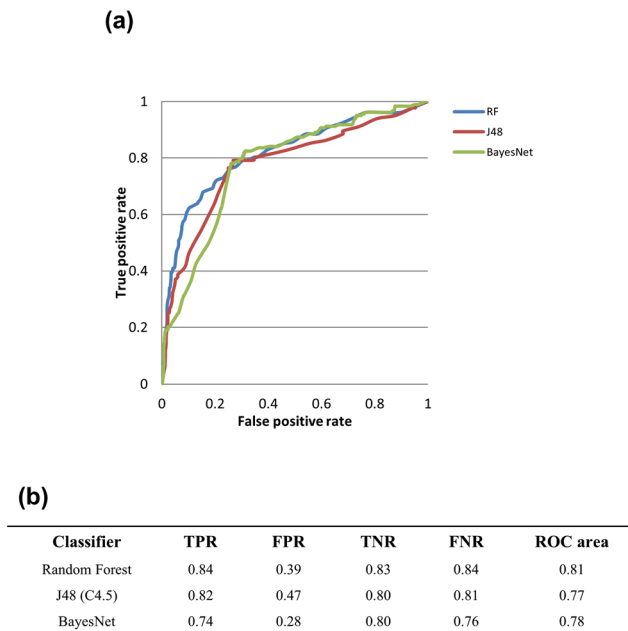 (a)
1
0.8
0.6
0.4
0.2
0
True positive rate
0 0.2 0.4 0.6 0.8 1
False positive rate
RF
J48
BayesNet
(b)
Classifier TPR FPR TNR FNR ROC area
Random Forest 0.84 0.39 0.83 0.84 0.81
J48 (C4.5) 0.82 0.47 0.80 0.81 0.77
BayesNet 0.74 0.28 0.80 0.76 0.78